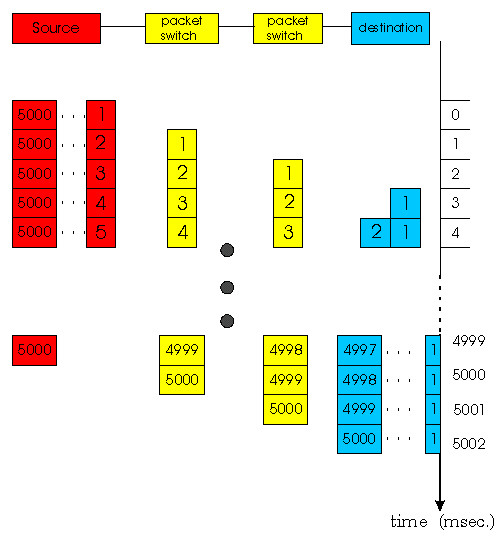 Source packet switch packet switch destination
5000 . . . 1 0
5000 . . . 2 1 1
5000 . . . 3 2 1 2
5000 . . . 4 3 2 1 3
5000 . . . 5 4 3 2 1 4
5000 4999 4998 4997 . . . 1 4999
5000 4999 4998 . . . 1 5000
5000 4999 . . . 1 5001
5000 . . . 1 5002
time (msec.)